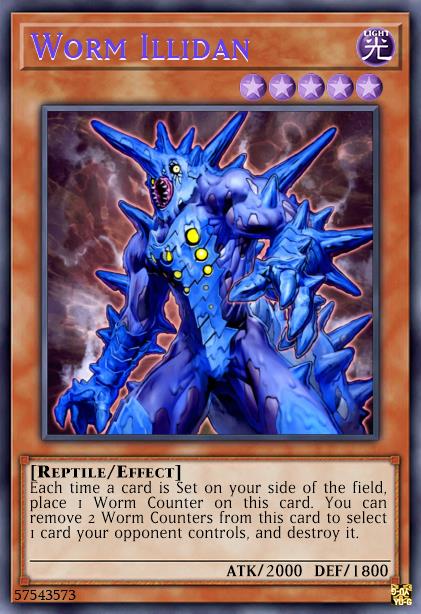 Worm Illidan
LIGHT
光
[Reptile/Effect]
Each time a card is Set on your side of the field,
place 1 Worm Counter on this card. You can
remove 2 Worm Counters from this card to select
1 card your opponent controls, and destroy it.
ATK/2000 DEF/1800
57543573